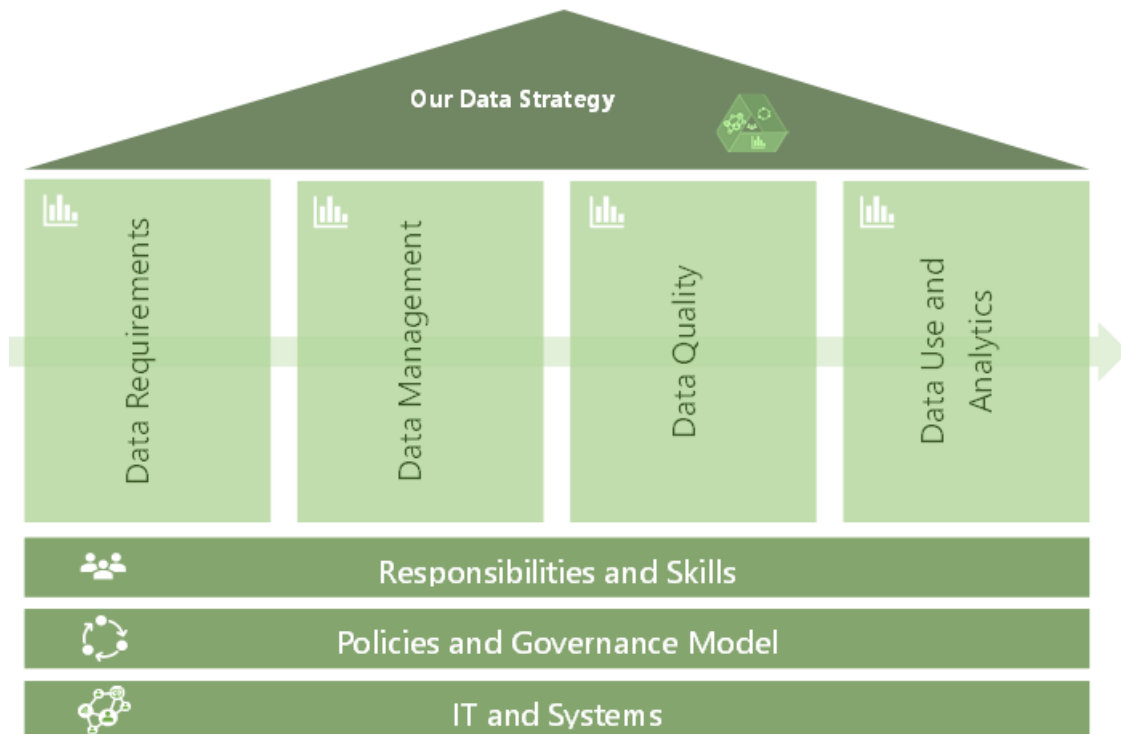 Our Data Strategy
Data Requirements
Data Management
Data Quality
Data Use and
Analytics
Responsibilities and Skills
Policies and Governance Model
IT and Systems